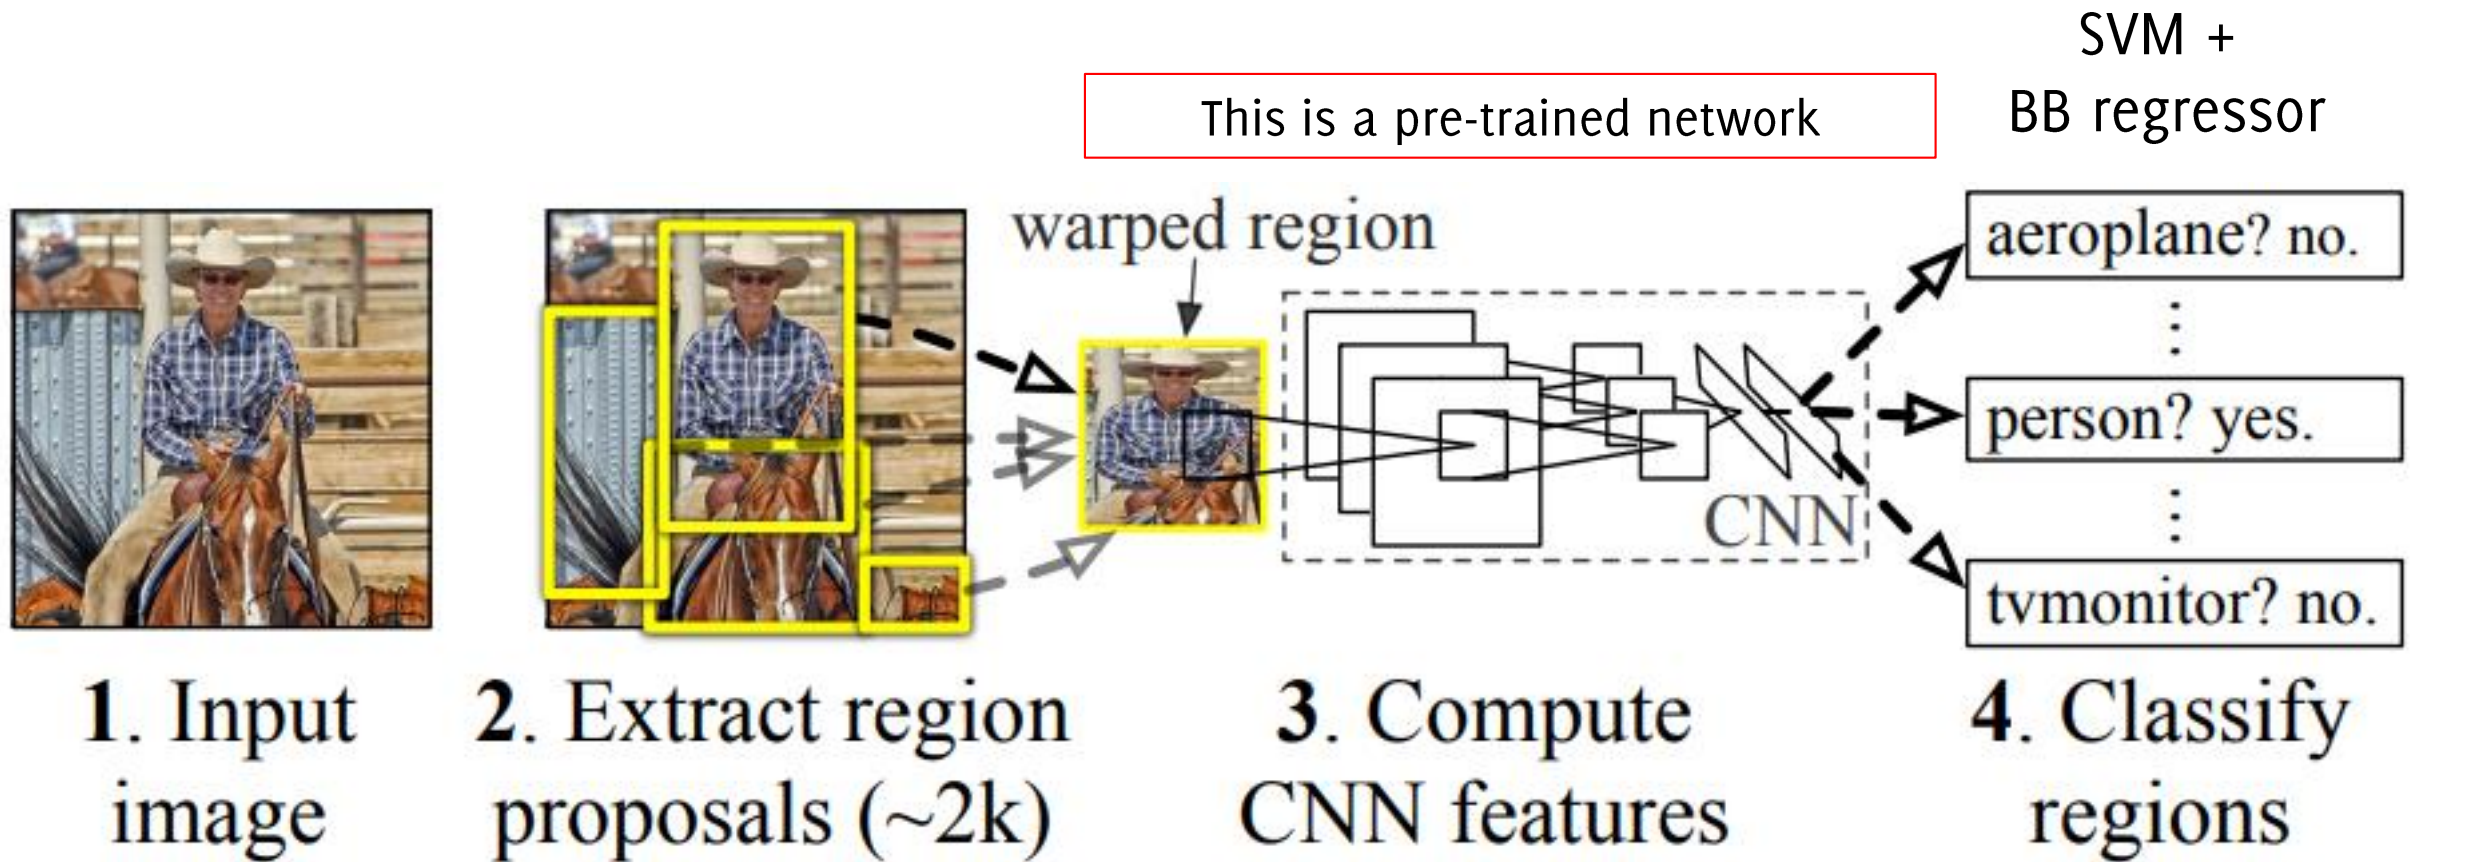 SVM +
BB regressor
This is a pre-trained network
warped region
aeroplane? no.
person? yes.
CNN
tvmonitor? no.
1. Input
image
2. Extract region
proposals (~2k)
3. Compute
CNN features
4. Classify
regions